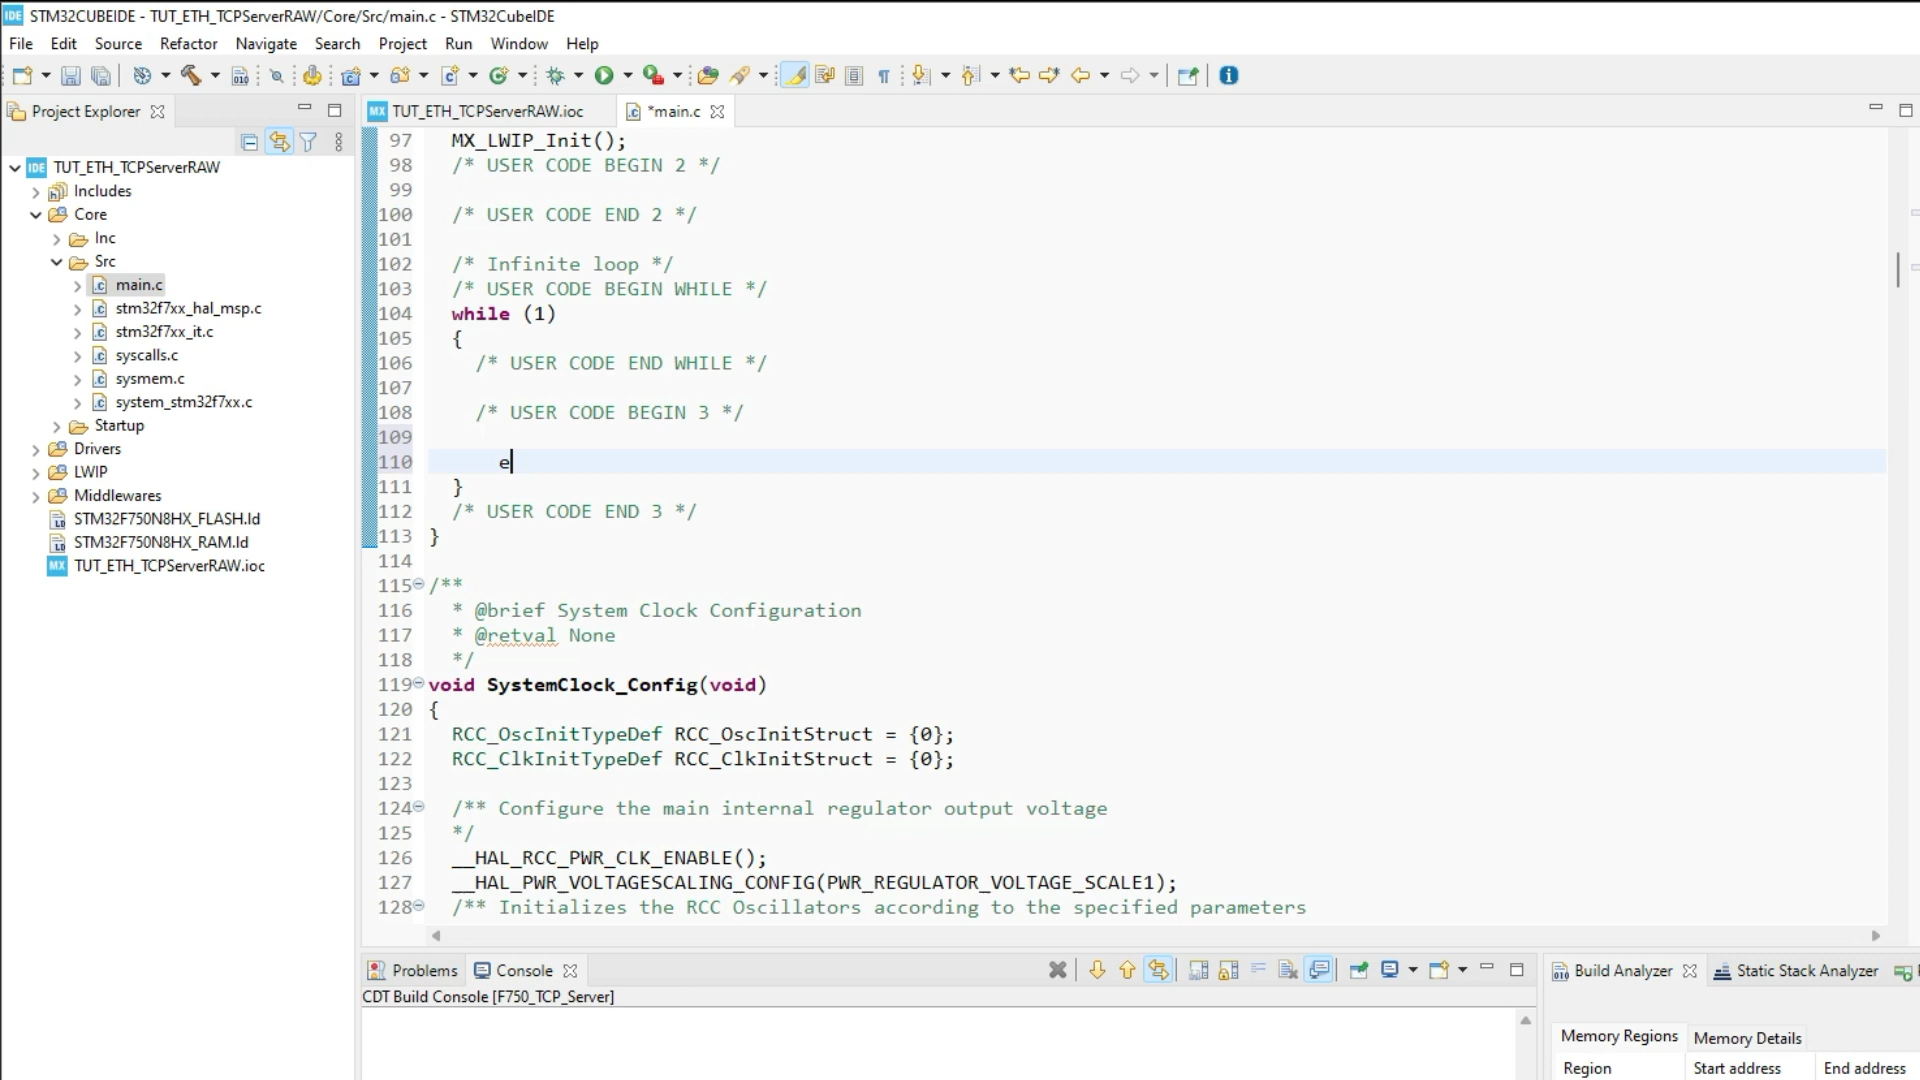 IDE STM32CUBEIDE - TUT_ETH_TCPServerRAW/Core/Src/main.c - STM32CubeIDE
File Edit Source Refactor Navigate Search Project Run Window Help
Project Explorer
MX TUT_ETH_TCPServerRAW.ioc
*main.c
IDE TUT_ETH_TCPServerRAW
Includes
Core
Inc
Src
main.c
stm32f7xx_hal_msp.c
stm32f7xx_it.c
syscalls.c
sysmem.c
system_stm32f7xx.c
Startup
Drivers
LWIP
Middlewares
STM32F750N8HX_FLASH.ld
STM32F750N8HX_RAM.ld
MX TUT_ETH_TCPServerRAW.ioc
97 MX_LWIP_Init();
98 /* USER CODE BEGIN 2 */
99
100 /* USER CODE END 2 */
101
102 /* Infinite loop */
103 /* USER CODE BEGIN WHILE */
104 while (1)
105 {
106 /* USER CODE END WHILE */
107
108 /* USER CODE BEGIN 3 */
109
110 e
111 }
112 /* USER CODE END 3 */
113 }
114
115 /**
116 * @brief System Clock Configuration
117 * @retval None
118 */
119 void SystemClock_Config(void)
120 {
121 RCC_OscInitTypeDef RCC_OscInitStruct = {0};
122 RCC_ClkInitTypeDef RCC_ClkInitStruct = {0};
123
124 /** Configure the main internal regulator output voltage
125 */
126 __HAL_RCC_PWR_CLK_ENABLE();
127 __HAL_PWR_VOLTAGESCALING_CONFIG(PWR_REGULATOR_VOLTAGE_SCALE1);
128 /** Initializes the RCC Oscillators according to the specified parameters
Problems Console
CDT Build Console [F750_TCP_Server]
Build Analyzer Static Stack Analyzer
Memory Regions Memory Details
Region Start address End address